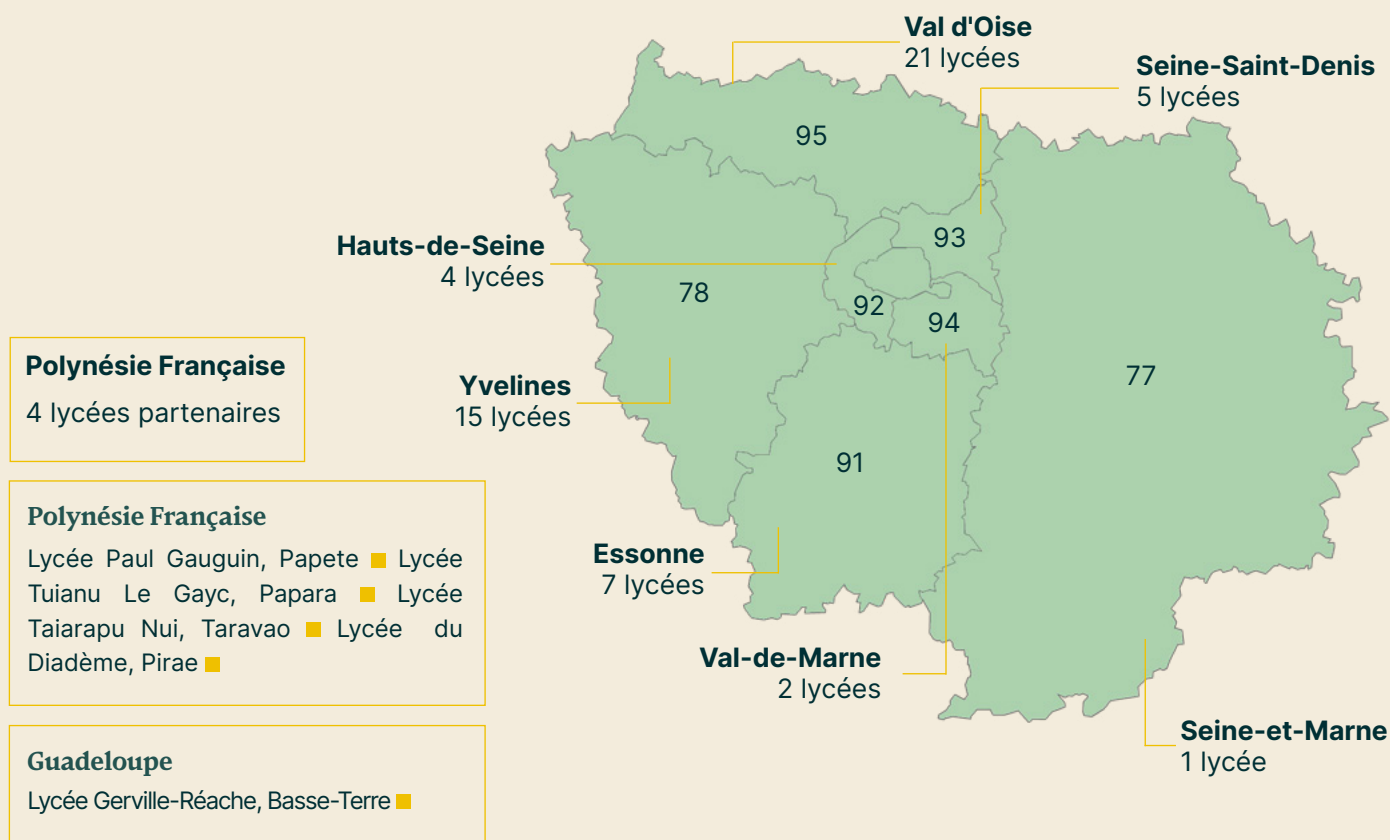 Val d'Oise
21 lycées
Seine-Saint-Denis
5 lycées
95
93
Hauts-de-Seine
4 lycées
78
92
94
Polynésie Française
4 lycées partenaires
77
Yvelines
15 lycées
91
Polynésie Française
Lycée Paul Gauguin, Papete ■ Lycée
Tuianu Le Gayc, Papara ■ Lycée
Taiarapu Nui, Taravao ■ Lycée du
Diadème, Pirae ■
Essonne
7 lycées
Val-de-Marne
2 lycées
Seine-et-Marne
1 lycée
Guadeloupe
Lycée Gerville-Réache, Basse-Terre ■